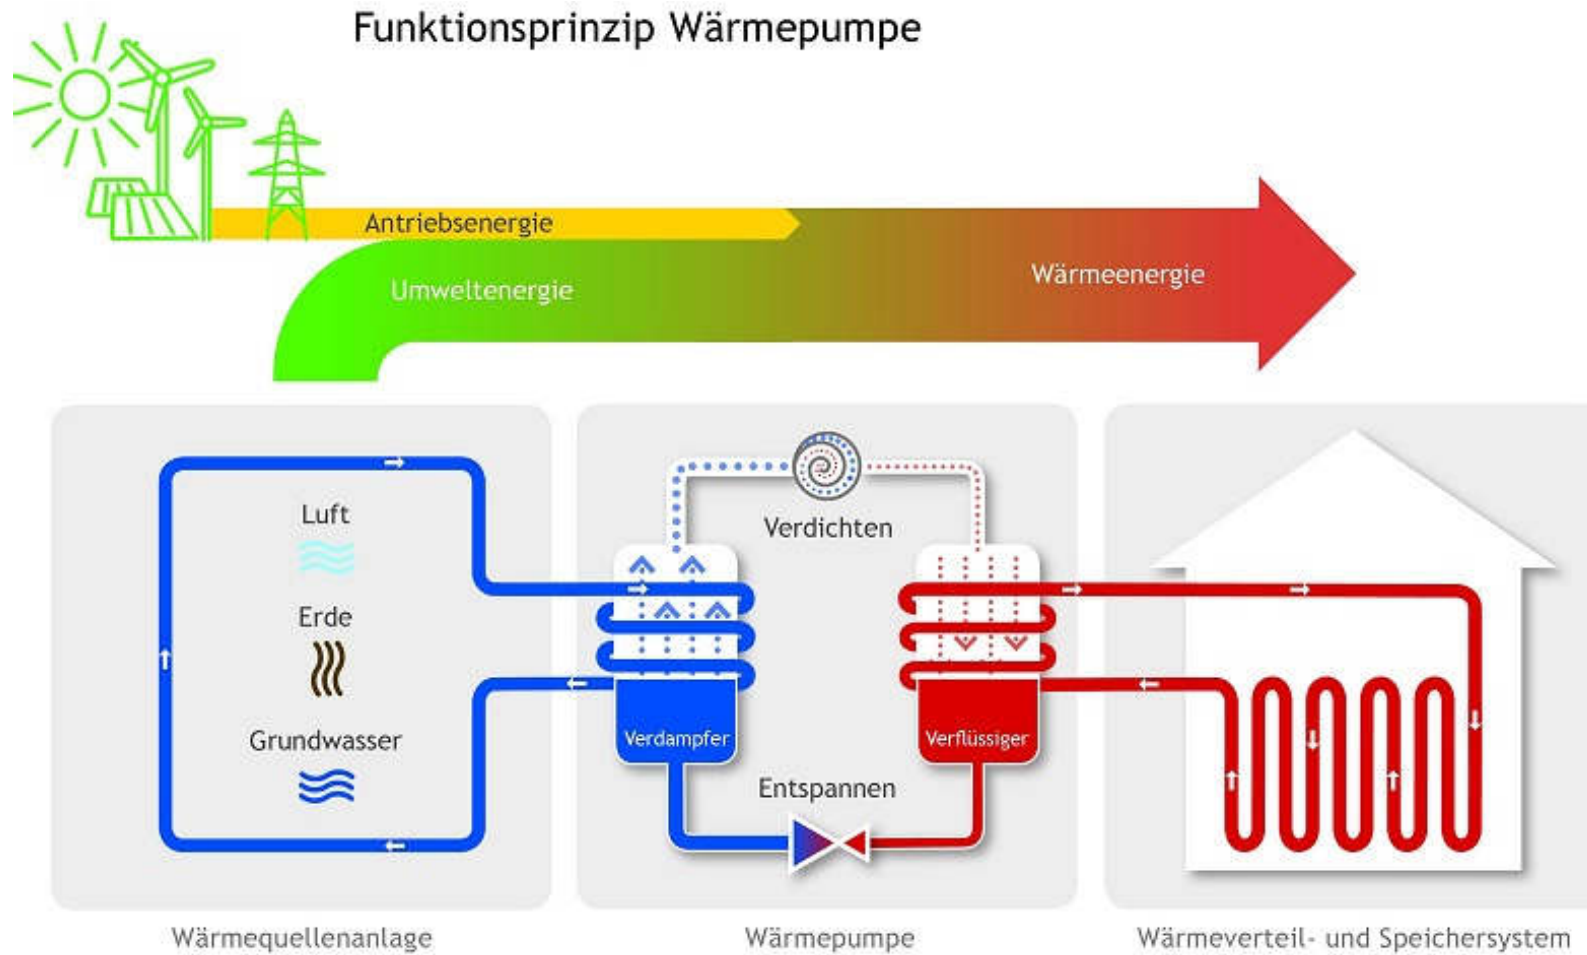 Funktionsprinzip Wärmepumpe
Antriebsenergie
Umweltenergie
Wärmeenergie
Luft
Erde
Grundwasser
Verdichten
Verdampfer
Verflüssiger
Entspannen
Wärmequellenanlage
Wärmepumpe
Wärmeverteil- und Speichersystem